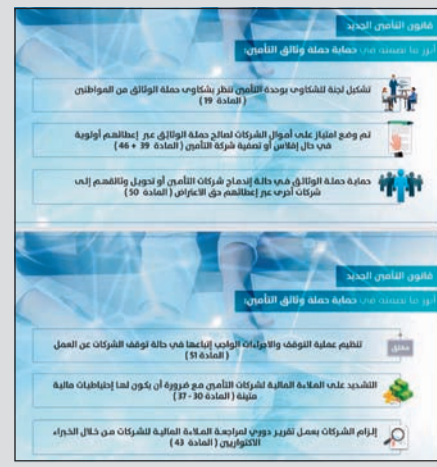 قانون التأمين الجديد
أبرز ما تضمنته في حماية حملة وثائق التأمين:
تشكيل لجنة للشكاوى بوحدة التأمين تنظر بشكاوى حملة الوثائق من المواطنين
( المادة 19 )
تم وضع امتياز على أموال الشركات لصالح حملة الوثائق عبر إعطائهم أولوية
في حال إفلاس أو تصفية شركة التأمين ( المادة 39 + 46 )
حماية حملة الوثائق في حالة إندماج شركات التأمين أو تحويل وثائقهم إلى
شركات أخرى عبر إعطائهم حق الاعتراض ( المادة 50 )
قانون التأمين الجديد
أبرز ما تضمنته في حماية حملة وثائق التأمين:
مغلق
تنظيم عملية التوقف والاجراءات الواجب إتباعها في حالة توقف الشركات عن العمل
( المادة 51 )
التشديد على الملاءة المالية لشركات التأمين مع ضرورة أن يكون لها إحتياطيات مالية
متينة ( المادة 30 - 37 )
إلزام الشركات بعمل تقرير دوري لمراجعة الملاءة المالية للشركات من خلال الخبراء
الاكتواريين ( المادة 43 )